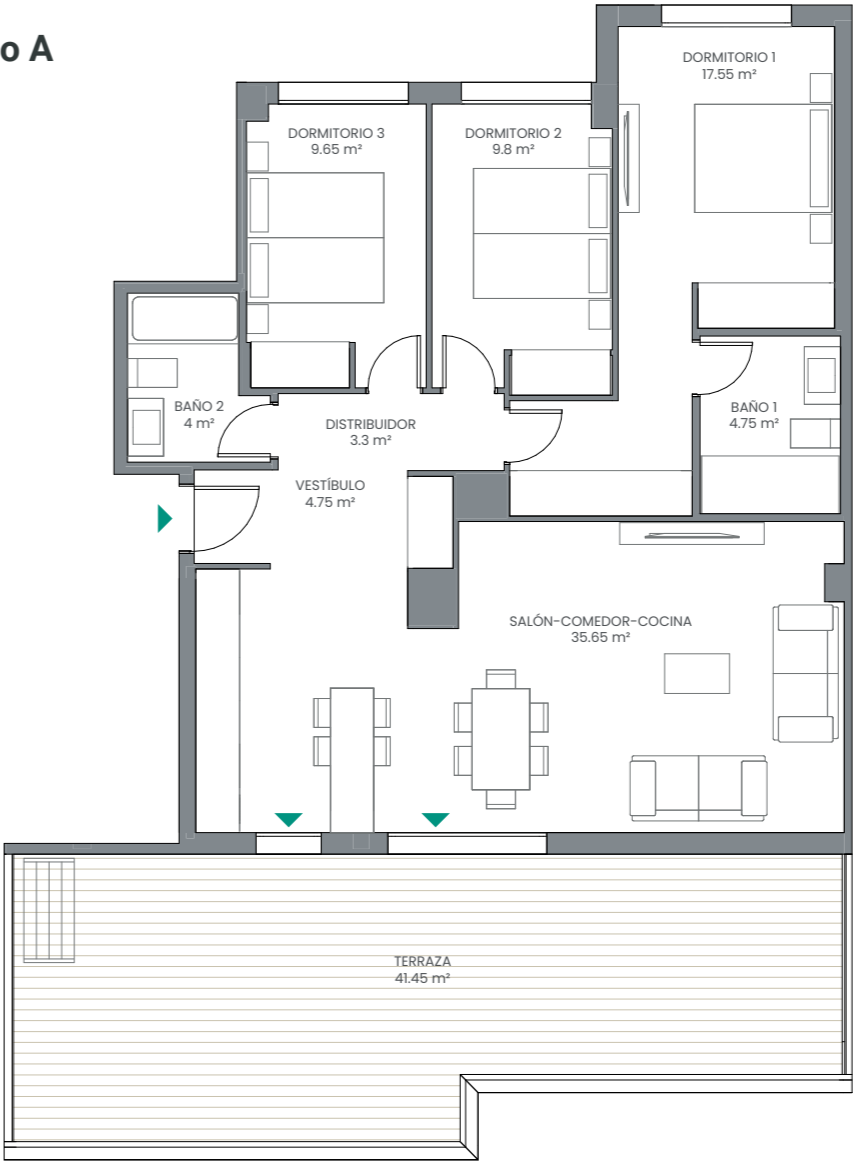 o A
DORMITORIO 1
17.55 m²
DORMITORIO 3
9.65 m²
DORMITORIO 2
9.8 m²
BAÑO 2
4 m²
DISTRIBUIDOR
3.3 m²
BAÑO 1
4.75 m²
VESTÍBULO
4.75 m²
SALÓN-COMEDOR-COCINA
35.65 m²
TERRAZA
41.45 m²